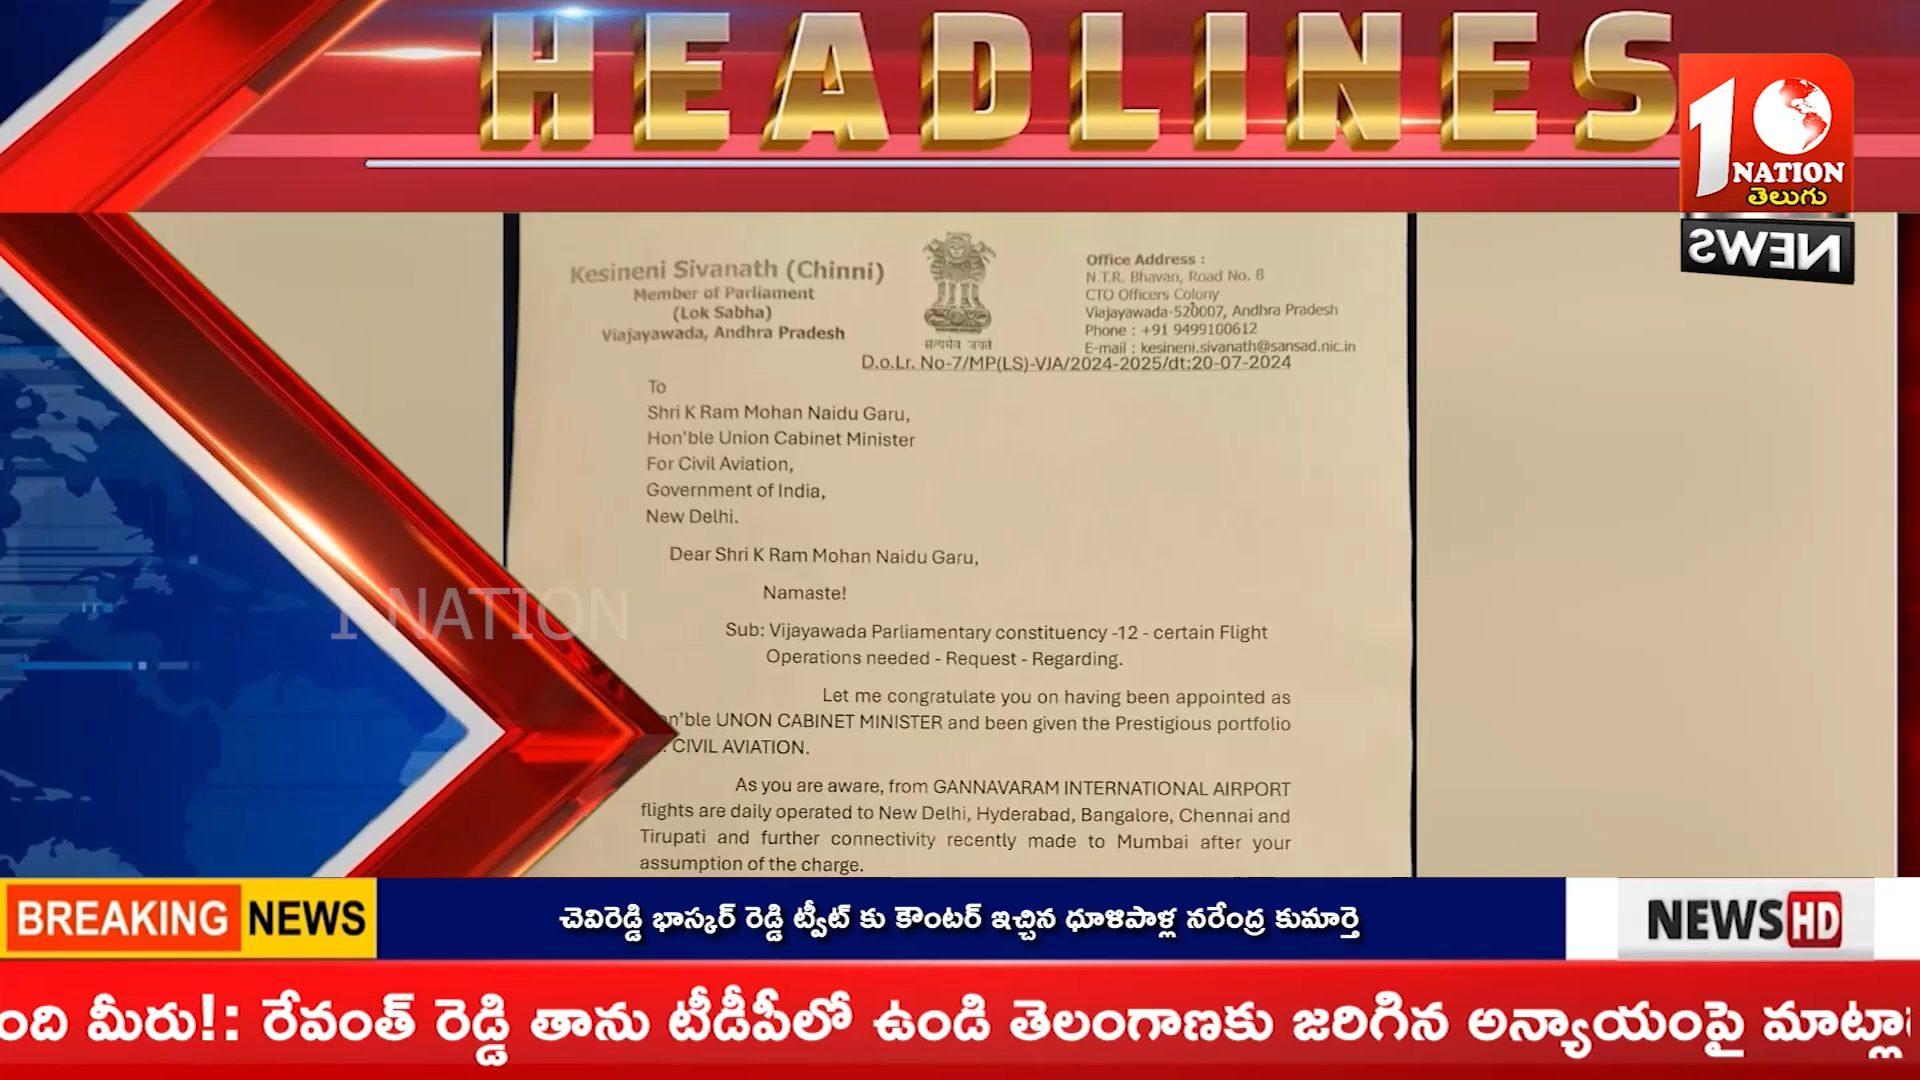 HEADLINES
1
NATION
తెలుగు
NEWS
Kesineni Sivanath (Chinni)
Member of Parliament
(Lok Sabha)
Viajayawada, Andhra Pradesh
सत्यमेव जयते
Office Address :
N.T.R. Bhavan, Road No. 8
CTO Officers Colony
Viajayawada-520007, Andhra Pradesh
Phone : +91 9499100612
E-mail : kesineni.sivanath@sansad.nic.in
D.o.Lr. No-7/MP(LS)-VJA/2024-2025/dt:20-07-2024
To
Shri K Ram Mohan Naidu Garu,
Hon'ble Union Cabinet Minister
For Civil Aviation,
Government of India,
New Delhi.
Dear Shri K Ram Mohan Naidu Garu,
Namaste!
1 NATION
Sub: Vijayawada Parliamentary constituency -12 - certain Flight
Operations needed - Request - Regarding.
Let me congratulate you on having been appointed as
on'ble UNON CABINET MINISTER and been given the Prestigious portfolio
CIVIL AVIATION.
As you are aware, from GANNAVARAM INTERNATIONAL AIRPORT
flights are daily operated to New Delhi, Hyderabad, Bangalore, Chennai and
Tirupati and further connectivity recently made to Mumbai after your
assumption of the charge.
BREAKING NEWS
చెవిరెడ్డి భాస్కర్ రెడ్డి ట్వీట్ కు కౌంటర్ ఇచ్చిన ధూళిపాళ్ల నరేంద్ర కుమార్తె
NEWS HD
ంది మీరు!: రేవంత్ రెడ్డి తాను టీడీపీలో ఉండి తెలంగాణకు జరిగిన అన్యాయంపై మాట్లా